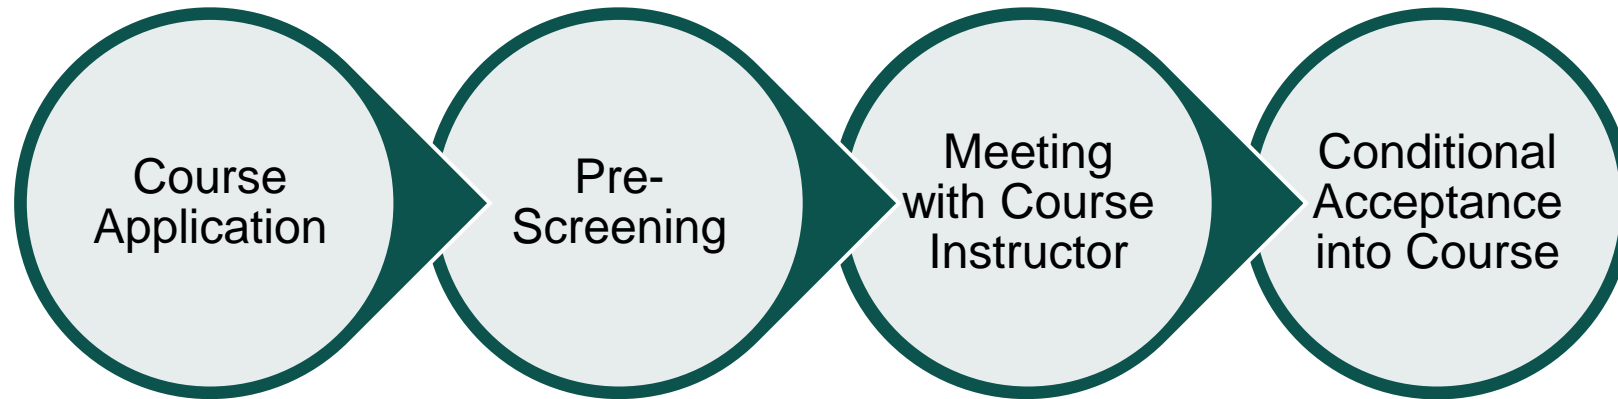 Course
Application
Pre-
Screening
Meeting
with Course
Instructor
Conditional
Acceptance
into Course